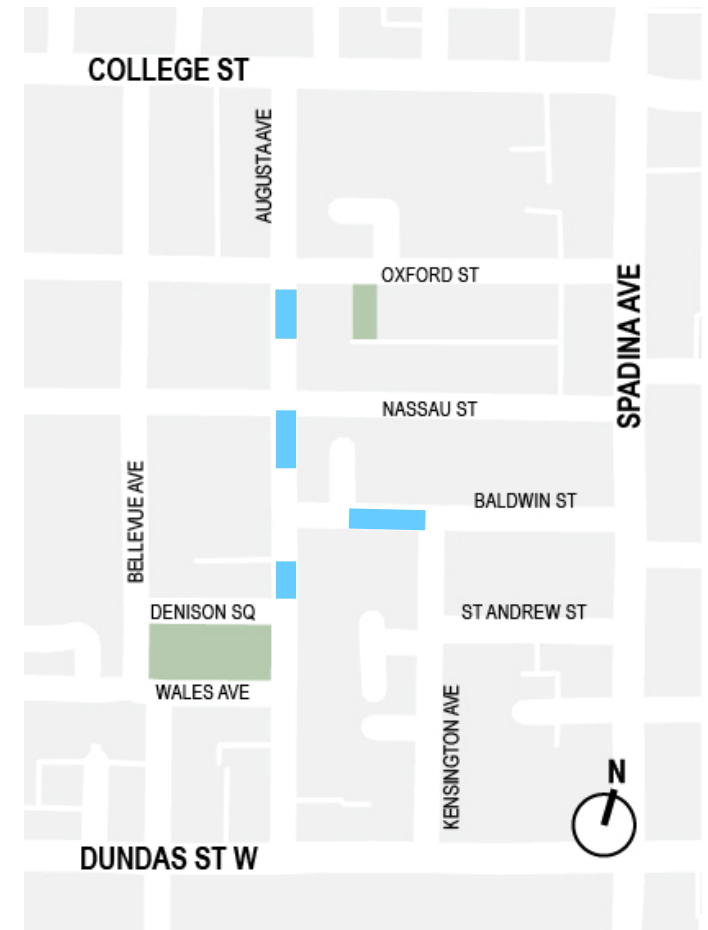 COLLEGE ST
AUGUSTA AVE
OXFORD ST
SPADINA AVE
NASSAU ST
BELLEVUE AVE
BALDWIN ST
DENISON SQ
ST ANDREW ST
WALES AVE
KENSINGTON AVE
N
DUNDAS ST W